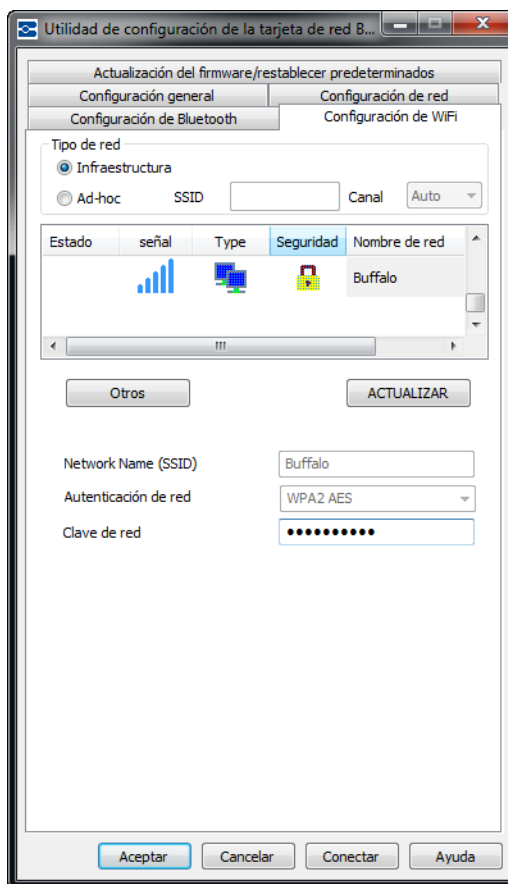 Utilidad de configuración de la tarjeta de red B...
Actualización del firmware/restablecer predeterminados
Configuración general Configuración de red
Configuración de Bluetooth Configuración de WiFi
Tipo de red
Infraestructura
Ad-hoc SSID Canal Auto
Estado señal Type Seguridad Nombre de red
Buffalo
Otros ACTUALIZAR
Network Name (SSID) Buffalo
Autenticación de red WPA2 AES
Clave de red ••••••••••
Aceptar Cancelar Conectar Ayuda